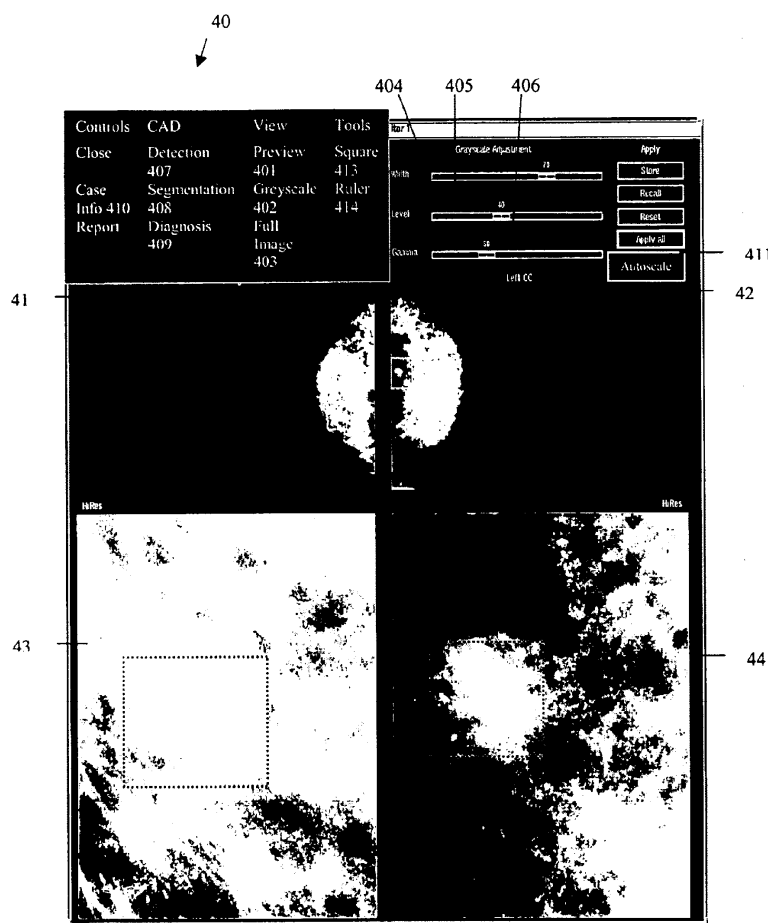 40
404 405 406
Controls CAD View Tools
Close Detection Preview Square
407 401 413
Case Segmentation Greyscale Ruler
Info 410 408 402 414
Report Diagnosis Full
409 Image
403
Grayscale Adjustment Apply
Width Store
Recall
Level 40 Reset
Apply all
Gamma 411
Autoscale
Left CC
41 42
HiRes HiRes
43 44